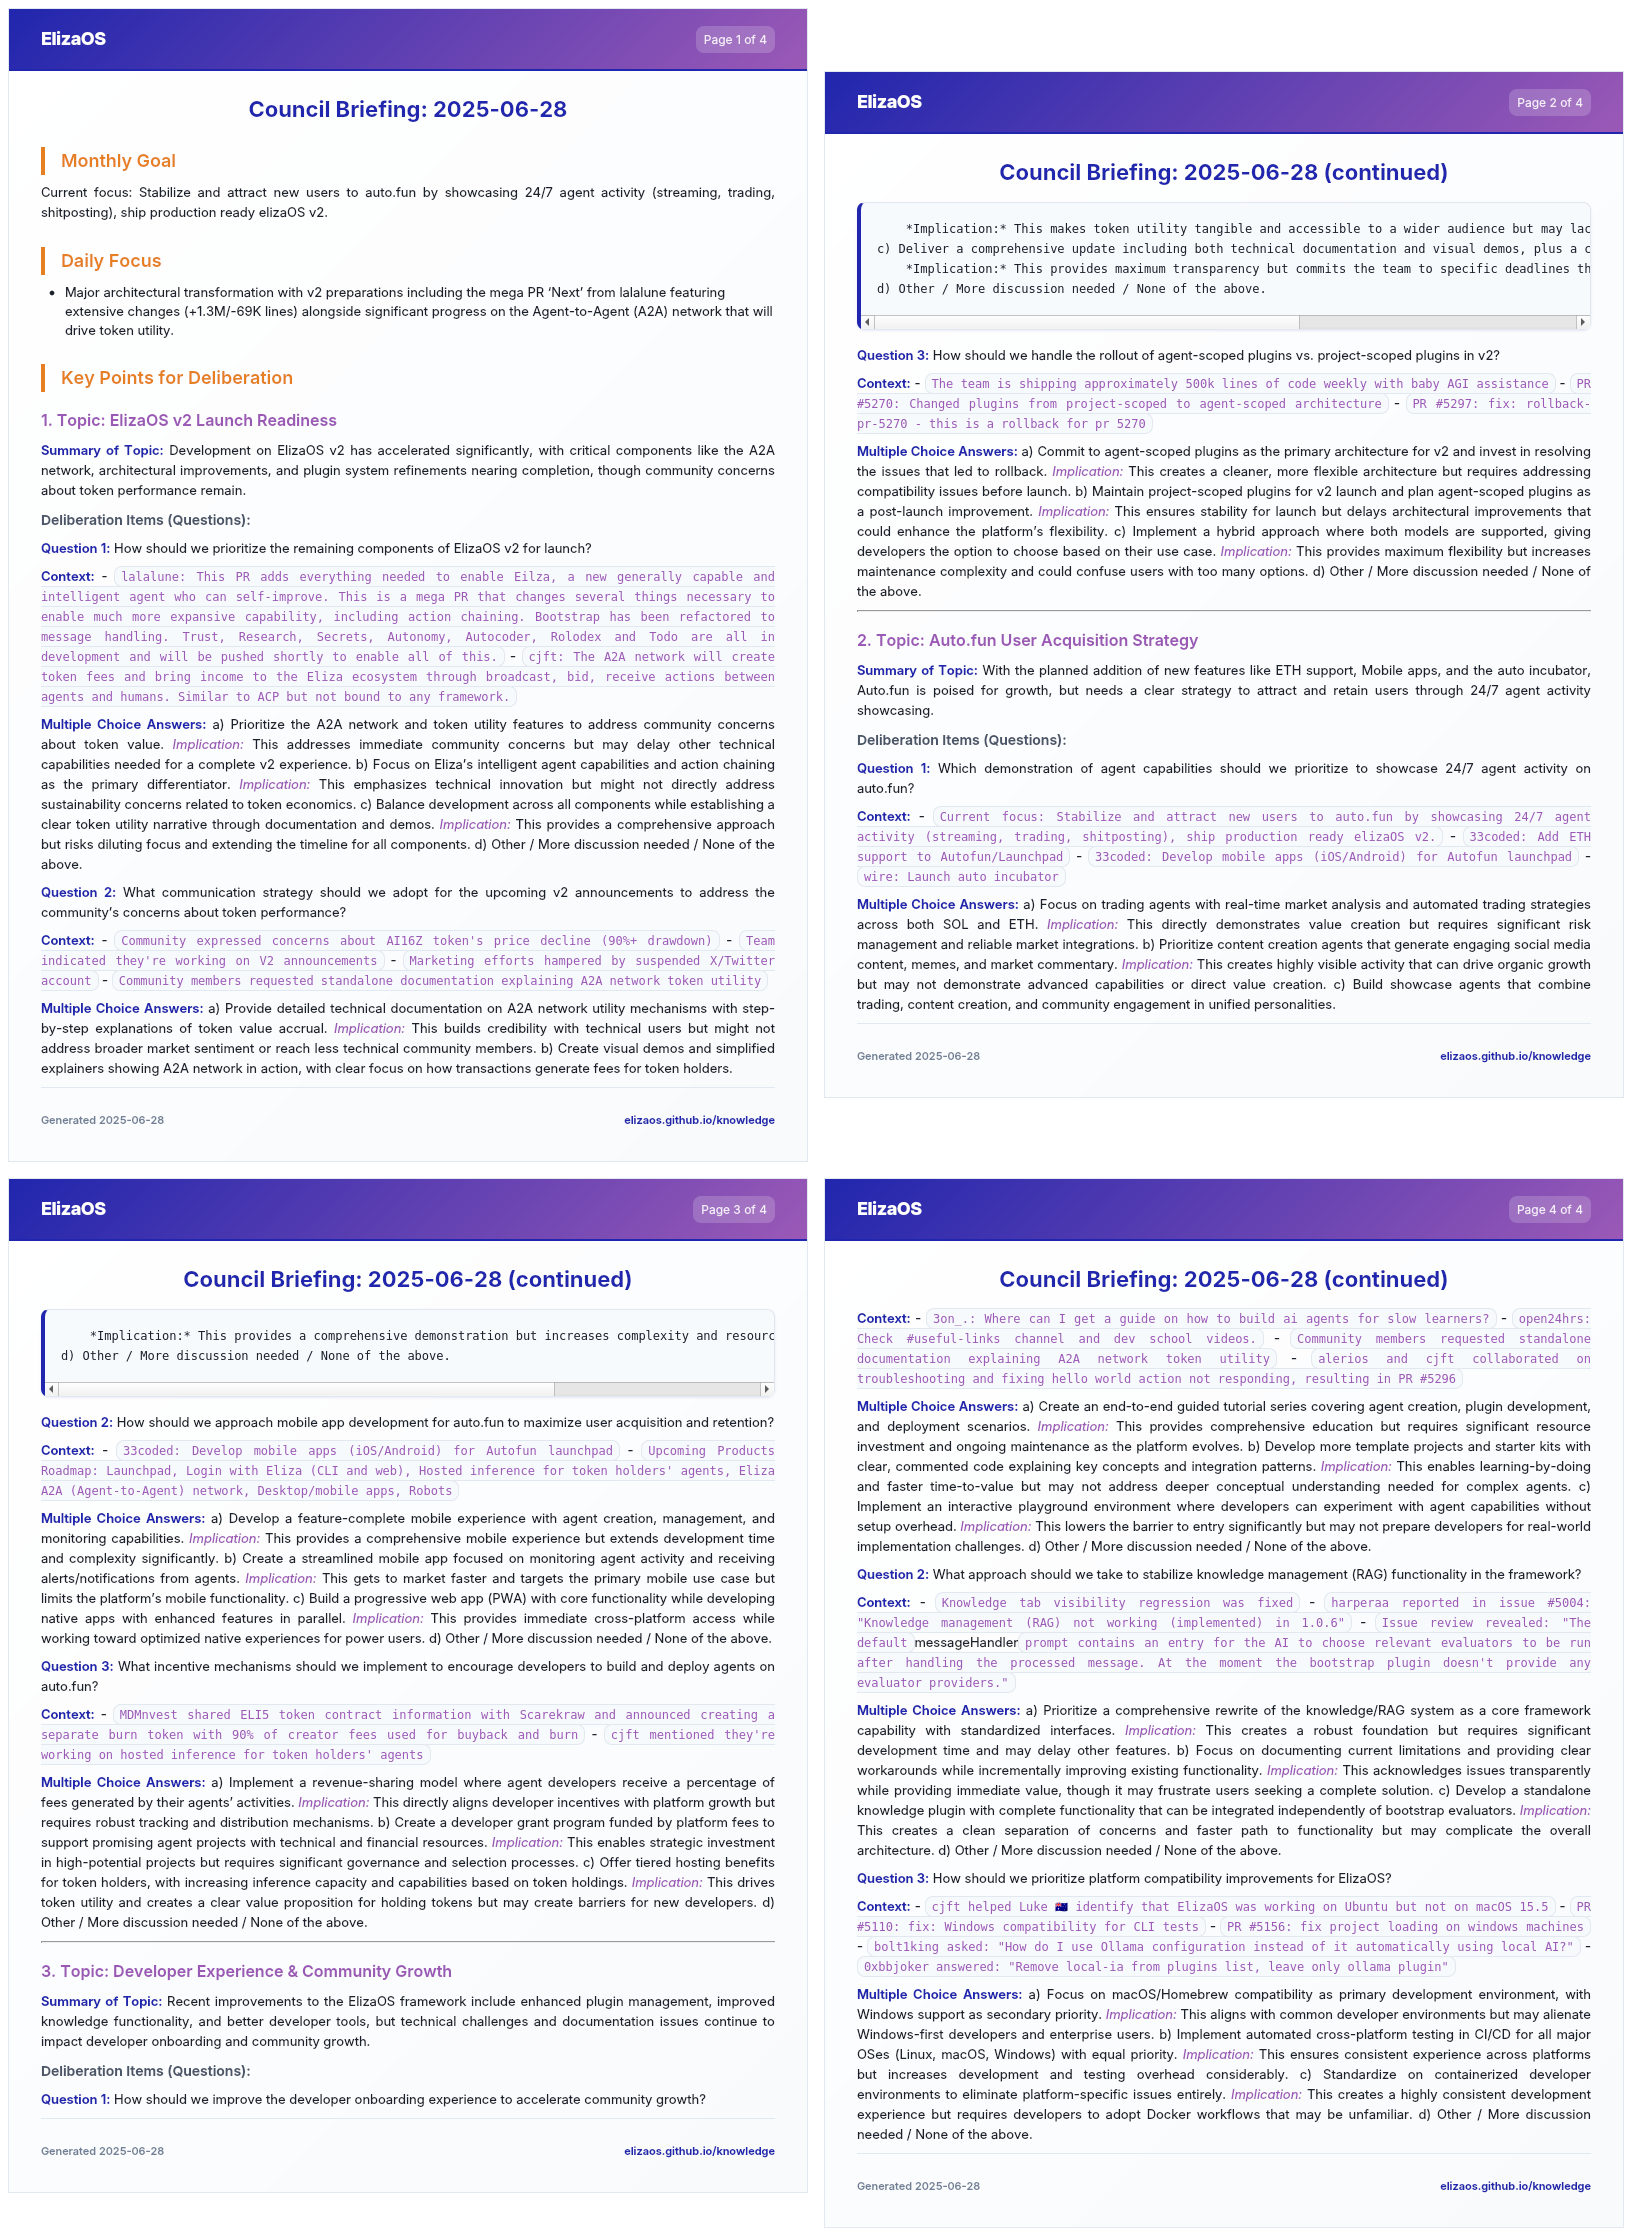 ElizaOS
Page 1 of 4
Council Briefing: 2025-06-28
Monthly Goal
Current focus: Stabilize and attract new users to auto.fun by showcasing 24/7 agent activity (streaming, trading,
shitposting), ship production ready elizaOS v2.
Daily Focus
• Major architectural transformation with v2 preparations including the mega PR ‘Next’ from lalalune featuring
extensive changes (+1.3M/-69K lines) alongside significant progress on the Agent-to-Agent (A2A) network that will
drive token utility.
Key Points for Deliberation
1. Topic: ElizaOS v2 Launch Readiness
Summary of Topic: Development on ElizaOS v2 has accelerated significantly, with critical components like the A2A
network, architectural improvements, and plugin system refinements nearing completion, though community concerns
about token performance remain.
Deliberation Items (Questions):
Question 1: How should we prioritize the remaining components of ElizaOS v2 for launch?
Context: - lalalune: This PR adds everything needed to enable Eilza, a new generally capable and
intelligent agent who can self-improve. This is a mega PR that changes several things necessary to
enable much more expansive capability, including action chaining. Bootstrap has been refactored to
message handling. Trust, Research, Secrets, Autonomy, Autocoder, Rolodex and Todo are all in
development and will be pushed shortly to enable all of this. - cjft: The A2A network will create
token fees and bring income to the Eliza ecosystem through broadcast, bid, receive actions between
agents and humans. Similar to ACP but not bound to any framework.
Multiple Choice Answers: a) Prioritize the A2A network and token utility features to address community concerns
about token value. Implication: This addresses immediate community concerns but may delay other technical
capabilities needed for a complete v2 experience. b) Focus on Eliza’s intelligent agent capabilities and action chaining
as the primary differentiator. Implication: This emphasizes technical innovation but might not directly address
sustainability concerns related to token economics. c) Balance development across all components while establishing a
clear token utility narrative through documentation and demos. Implication: This provides a comprehensive approach
but risks diluting focus and extending the timeline for all components. d) Other / More discussion needed / None of the
above.
Question 2: What communication strategy should we adopt for the upcoming v2 announcements to address the
community’s concerns about token performance?
Context: - Community expressed concerns about AI16Z token's price decline (90%+ drawdown) - Team
indicated they're working on V2 announcements - Marketing efforts hampered by suspended X/Twitter
account - Community members requested standalone documentation explaining A2A network token utility
Multiple Choice Answers: a) Provide detailed technical documentation on A2A network utility mechanisms with step-
by-step explanations of token value accrual. Implication: This builds credibility with technical users but might not
address broader market sentiment or reach less technical community members. b) Create visual demos and simplified
explainers showing A2A network in action, with clear focus on how transactions generate fees for token holders.
Generated 2025-06-28
elizaos.github.io/knowledge
ElizaOS
Page 2 of 4
Council Briefing: 2025-06-28 (continued)
*Implication:* This makes token utility tangible and accessible to a wider audience but may lac
c) Deliver a comprehensive update including both technical documentation and visual demos, plus a c
*Implication:* This provides maximum transparency but commits the team to specific deadlines th
d) Other / More discussion needed / None of the above.
Question 3: How should we handle the rollout of agent-scoped plugins vs. project-scoped plugins in v2?
Context: - The team is shipping approximately 500k lines of code weekly with baby AGI assistance - PR
#5270: Changed plugins from project-scoped to agent-scoped architecture - PR #5297: fix: rollback-
pr-5270 - this is a rollback for pr 5270
Multiple Choice Answers: a) Commit to agent-scoped plugins as the primary architecture for v2 and invest in resolving
the issues that led to rollback. Implication: This creates a cleaner, more flexible architecture but requires addressing
compatibility issues before launch. b) Maintain project-scoped plugins for v2 launch and plan agent-scoped plugins as
a post-launch improvement. Implication: This ensures stability for launch but delays architectural improvements that
could enhance the platform’s flexibility. c) Implement a hybrid approach where both models are supported, giving
developers the option to choose based on their use case. Implication: This provides maximum flexibility but increases
maintenance complexity and could confuse users with too many options. d) Other / More discussion needed / None of
the above.
2. Topic: Auto.fun User Acquisition Strategy
Summary of Topic: With the planned addition of new features like ETH support, Mobile apps, and the auto incubator,
Auto.fun is poised for growth, but needs a clear strategy to attract and retain users through 24/7 agent activity
showcasing.
Deliberation Items (Questions):
Question 1: Which demonstration of agent capabilities should we prioritize to showcase 24/7 agent activity on
auto.fun?
Context: - Current focus: Stabilize and attract new users to auto.fun by showcasing 24/7 agent
activity (streaming, trading, shitposting), ship production ready elizaOS v2. - 33coded: Add ETH
support to Autofun/Launchpad - 33coded: Develop mobile apps (iOS/Android) for Autofun launchpad -
wire: Launch auto incubator
Multiple Choice Answers: a) Focus on trading agents with real-time market analysis and automated trading strategies
across both SOL and ETH. Implication: This directly demonstrates value creation but requires significant risk
management and reliable market integrations. b) Prioritize content creation agents that generate engaging social media
content, memes, and market commentary. Implication: This creates highly visible activity that can drive organic growth
but may not demonstrate advanced capabilities or direct value creation. c) Build showcase agents that combine
trading, content creation, and community engagement in unified personalities.
Generated 2025-06-28
elizaos.github.io/knowledge
ElizaOS
Page 3 of 4
Council Briefing: 2025-06-28 (continued)
*Implication:* This provides a comprehensive demonstration but increases complexity and resourc
d) Other / More discussion needed / None of the above.
Question 2: How should we approach mobile app development for auto.fun to maximize user acquisition and retention?
Context: - 33coded: Develop mobile apps (iOS/Android) for Autofun launchpad - Upcoming Products
Roadmap: Launchpad, Login with Eliza (CLI and web), Hosted inference for token holders' agents, Eliza
A2A (Agent-to-Agent) network, Desktop/mobile apps, Robots
Multiple Choice Answers: a) Develop a feature-complete mobile experience with agent creation, management, and
monitoring capabilities. Implication: This provides a comprehensive mobile experience but extends development time
and complexity significantly. b) Create a streamlined mobile app focused on monitoring agent activity and receiving
alerts/notifications from agents. Implication: This gets to market faster and targets the primary mobile use case but
limits the platform’s mobile functionality. c) Build a progressive web app (PWA) with core functionality while developing
native apps with enhanced features in parallel. Implication: This provides immediate cross-platform access while
working toward optimized native experiences for power users. d) Other / More discussion needed / None of the above.
Question 3: What incentive mechanisms should we implement to encourage developers to build and deploy agents on
auto.fun?
Context: - MDMnvest shared ELI5 token contract information with Scarekraw and announced creating a
separate burn token with 90% of creator fees used for buyback and burn - cjft mentioned they're
working on hosted inference for token holders' agents
Multiple Choice Answers: a) Implement a revenue-sharing model where agent developers receive a percentage of
fees generated by their agents’ activities. Implication: This directly aligns developer incentives with platform growth but
requires robust tracking and distribution mechanisms. b) Create a developer grant program funded by platform fees to
support promising agent projects with technical and financial resources. Implication: This enables strategic investment
in high-potential projects but requires significant governance and selection processes. c) Offer tiered hosting benefits
for token holders, with increasing inference capacity and capabilities based on token holdings. Implication: This drives
token utility and creates a clear value proposition for holding tokens but may create barriers for new developers. d)
Other / More discussion needed / None of the above.
3. Topic: Developer Experience & Community Growth
Summary of Topic: Recent improvements to the ElizaOS framework include enhanced plugin management, improved
knowledge functionality, and better developer tools, but technical challenges and documentation issues continue to
impact developer onboarding and community growth.
Deliberation Items (Questions):
Question 1: How should we improve the developer onboarding experience to accelerate community growth?
Generated 2025-06-28
elizaos.github.io/knowledge
ElizaOS
Page 4 of 4
Council Briefing: 2025-06-28 (continued)
Context: - 3on_.: Where can I get a guide on how to build ai agents for slow learners? - open24hrs:
Check #useful-links channel and dev school videos. - Community members requested standalone
documentation explaining A2A network token utility - alerios and cjft collaborated on
troubleshooting and fixing hello world action not responding, resulting in PR #5296
Multiple Choice Answers: a) Create an end-to-end guided tutorial series covering agent creation, plugin development,
and deployment scenarios. Implication: This provides comprehensive education but requires significant resource
investment and ongoing maintenance as the platform evolves. b) Develop more template projects and starter kits with
clear, commented code explaining key concepts and integration patterns. Implication: This enables learning-by-doing
and faster time-to-value but may not address deeper conceptual understanding needed for complex agents. c)
Implement an interactive playground environment where developers can experiment with agent capabilities without
setup overhead. Implication: This lowers the barrier to entry significantly but may not prepare developers for real-world
implementation challenges. d) Other / More discussion needed / None of the above.
Question 2: What approach should we take to stabilize knowledge management (RAG) functionality in the framework?
Context: - Knowledge tab visibility regression was fixed - harperaa reported in issue #5004:
"Knowledge management (RAG) not working (implemented) in 1.0.6" - Issue review revealed: "The
default messageHandler prompt contains an entry for the AI to choose relevant evaluators to be run
after handling the processed message. At the moment the bootstrap plugin doesn't provide any
evaluator providers."
Multiple Choice Answers: a) Prioritize a comprehensive rewrite of the knowledge/RAG system as a core framework
capability with standardized interfaces. Implication: This creates a robust foundation but requires significant
development time and may delay other features. b) Focus on documenting current limitations and providing clear
workarounds while incrementally improving existing functionality. Implication: This acknowledges issues transparently
while providing immediate value, though it may frustrate users seeking a complete solution. c) Develop a standalone
knowledge plugin with complete functionality that can be integrated independently of bootstrap evaluators. Implication:
This creates a clean separation of concerns and faster path to functionality but may complicate the overall
architecture. d) Other / More discussion needed / None of the above.
Question 3: How should we prioritize platform compatibility improvements for ElizaOS?
Context: - cjft helped Luke 🇦🇺 identify that ElizaOS was working on Ubuntu but not on macOS 15.5 - PR
#5110: fix: Windows compatibility for CLI tests - PR #5156: fix project loading on windows machines
- bolt1king asked: "How do I use Ollama configuration instead of it automatically using local AI?" -
0xbbjoker answered: "Remove local-ia from plugins list, leave only ollama plugin"
Multiple Choice Answers: a) Focus on macOS/Homebrew compatibility as primary development environment, with
Windows support as secondary priority. Implication: This aligns with common developer environments but may alienate
Windows-first developers and enterprise users. b) Implement automated cross-platform testing in CI/CD for all major
OSes (Linux, macOS, Windows) with equal priority. Implication: This ensures consistent experience across platforms
but increases development and testing overhead considerably. c) Standardize on containerized developer
environments to eliminate platform-specific issues entirely. Implication: This creates a highly consistent development
experience but requires developers to adopt Docker workflows that may be unfamiliar. d) Other / More discussion
needed / None of the above.
Generated 2025-06-28
elizaos.github.io/knowledge